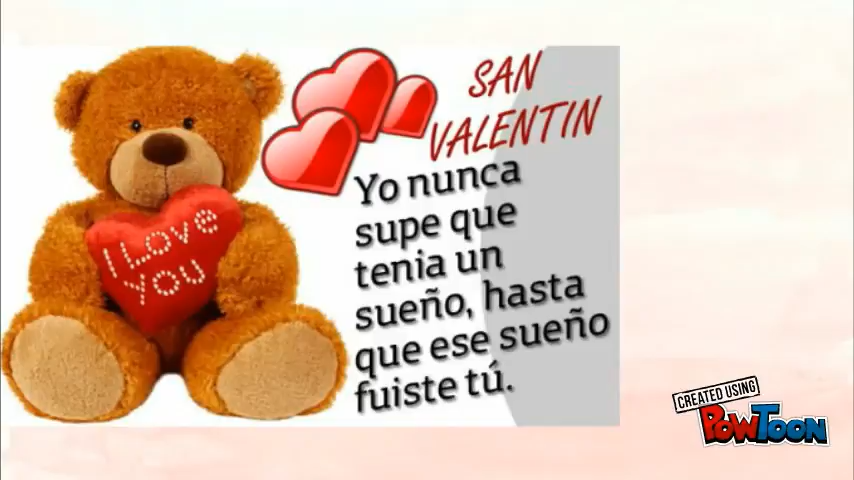 SAN
VALENTIN
Yo nunca
supe que
tenia un
sueño, hasta
que ese sueño
fuiste tú.
I Love
You
CREATED USING
POWTOON